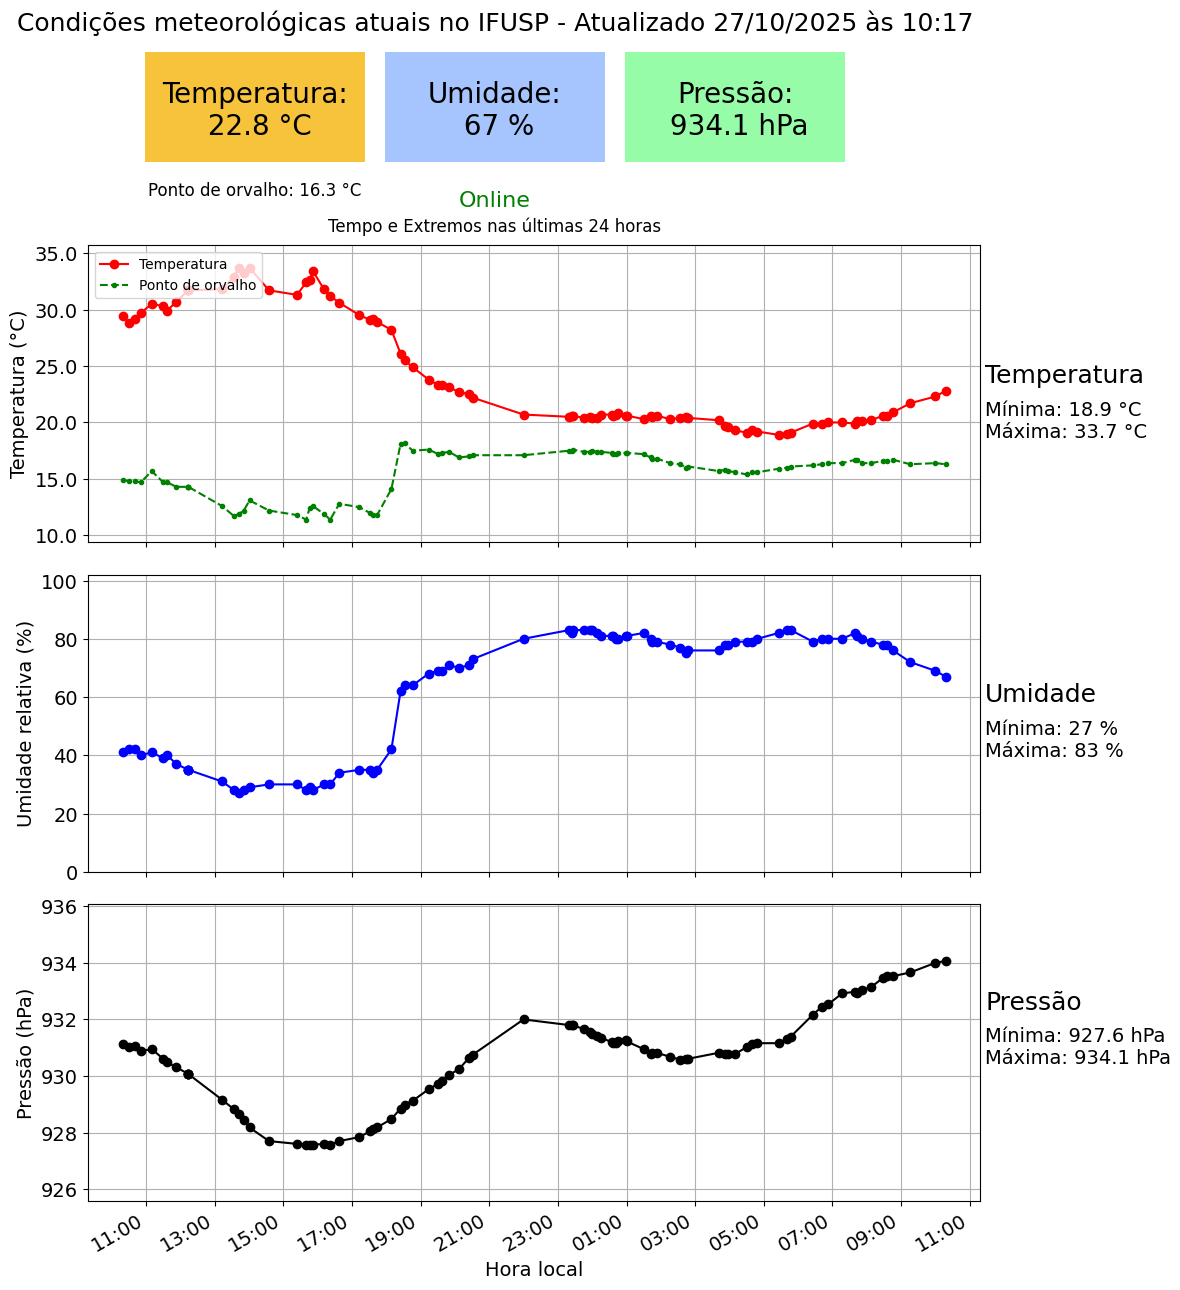 Condições meteorológicas atuais no IFUSP - Atualizado 27/10/2025 às 10:17
Temperatura:
22.8 °C
Umidade:
67 %
Pressão:
934.1 hPa
Ponto de orvalho: 16.3 °C
Online
Tempo e Extremos nas últimas 24 horas
Temperatura
Ponto de orvalho
Temperatura (°C)
35.0
30.0
25.0
20.0
15.0
10.0
Temperatura
Mínima: 18.9 °C
Máxima: 33.7 °C
Umidade relativa (%)
100
80
60
40
20
0
Umidade
Mínima: 27 %
Máxima: 83 %
Pressão (hPa)
936
934
932
930
928
926
Pressão
Mínima: 927.6 hPa
Máxima: 934.1 hPa
11:00
13:00
15:00
17:00
19:00
21:00
23:00
01:00
03:00
05:00
07:00
09:00
11:00
Hora local